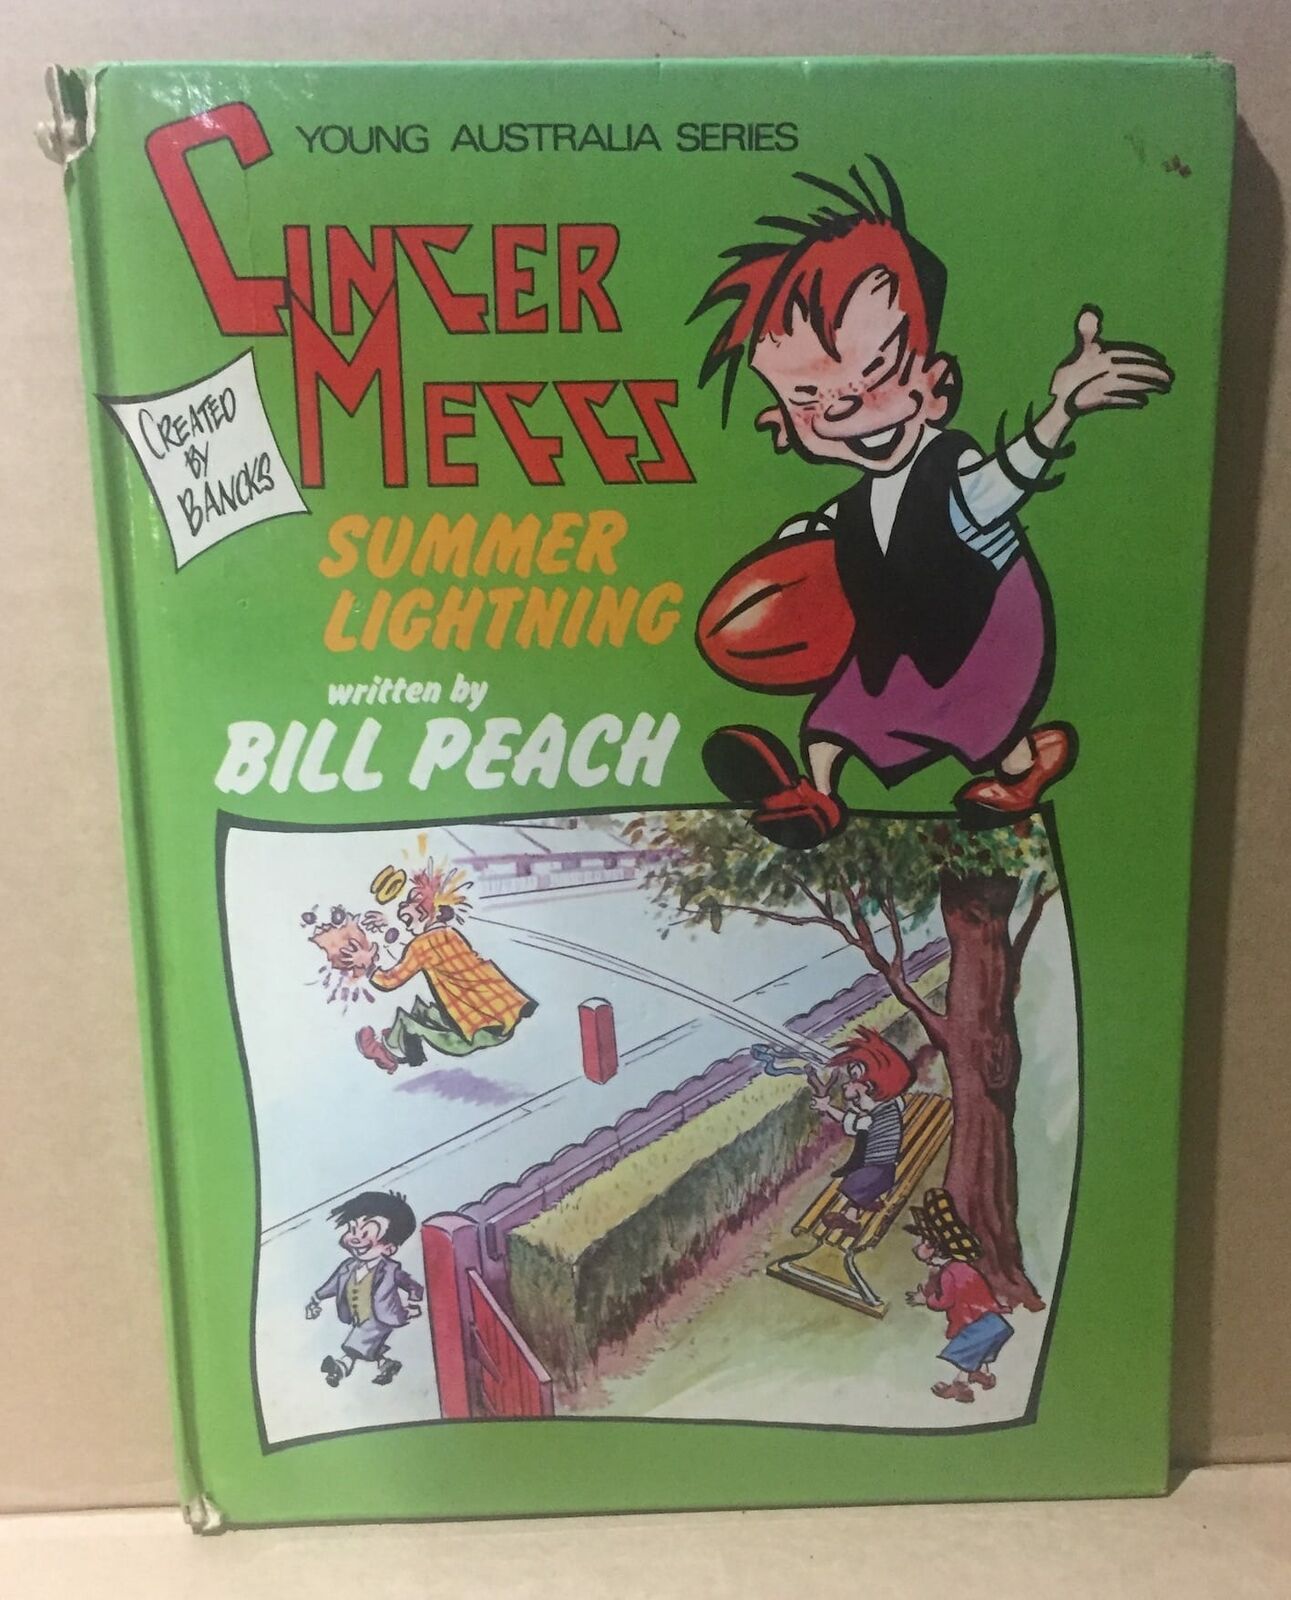 YOUNG AUSTRALIA SERIES
GINGER
MEGGS
CREATED
BY
BANCKS
SUMMER
LIGHTNING
written by
BILL PEACH